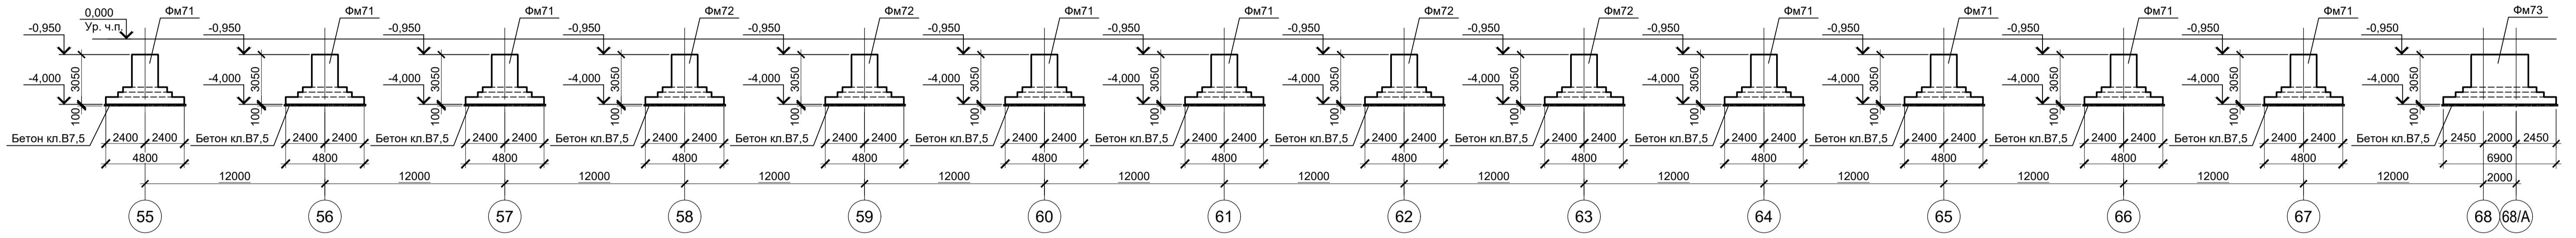 0,000
Ур. ч.п.
Фм71 Фм71 Фм71 Фм72 Фм72 Фм71 Фм71 Фм72 Фм72 Фм71 Фм71 Фм71 Фм71 Фм73
-0,950 -0,950 -0,950 -0,950 -0,950 -0,950 -0,950 -0,950 -0,950 -0,950 -0,950 -0,950 -0,950 -0,950
3050 3050 3050 3050 3050 3050 3050 3050 3050 3050 3050 3050 3050 3050
-4,000 -4,000 -4,000 -4,000 -4,000 -4,000 -4,000 -4,000 -4,000 -4,000 -4,000 -4,000 -4,000 -4,000
100 100 100 100 100 100 100 100 100 100 100 100 100 100
Бетон кл.В7,5 2400 2400 Бетон кл.В7,5 2400 2400 Бетон кл.В7,5 2400 2400 Бетон кл.В7,5 2400 2400 Бетон кл.В7,5 2400 2400 Бетон кл.В7,5 2400 2400 Бетон кл.В7,5 2400 2400 Бетон кл.В7,5 2400 2400 Бетон кл.В7,5 2400 2400 Бетон кл.В7,5 2400 2400 Бетон кл.В7,5 2400 2400 Бетон кл.В7,5 2400 2400 Бетон кл.В7,5 2400 2400 Бетон кл.В7,5 2450 2000 2450
4800 4800 4800 4800 4800 4800 4800 4800 4800 4800 4800 4800 4800 6900
12000 12000 12000 12000 12000 12000 12000 12000 12000 12000 12000 12000 12000 2000
55 56 57 58 59 60 61 62 63 64 65 66 67 68 68/А